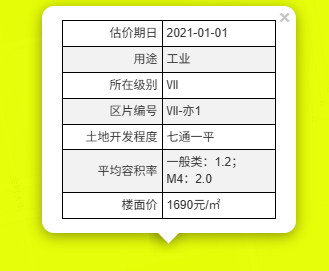 估价期日 2021-01-01
用途 工业
所在级别 Ⅶ
区片编号 Ⅶ-亦1
土地开发程度 七通一平
平均容积率 一般类：1.2；
M4：2.0
楼面价 1690元/㎡